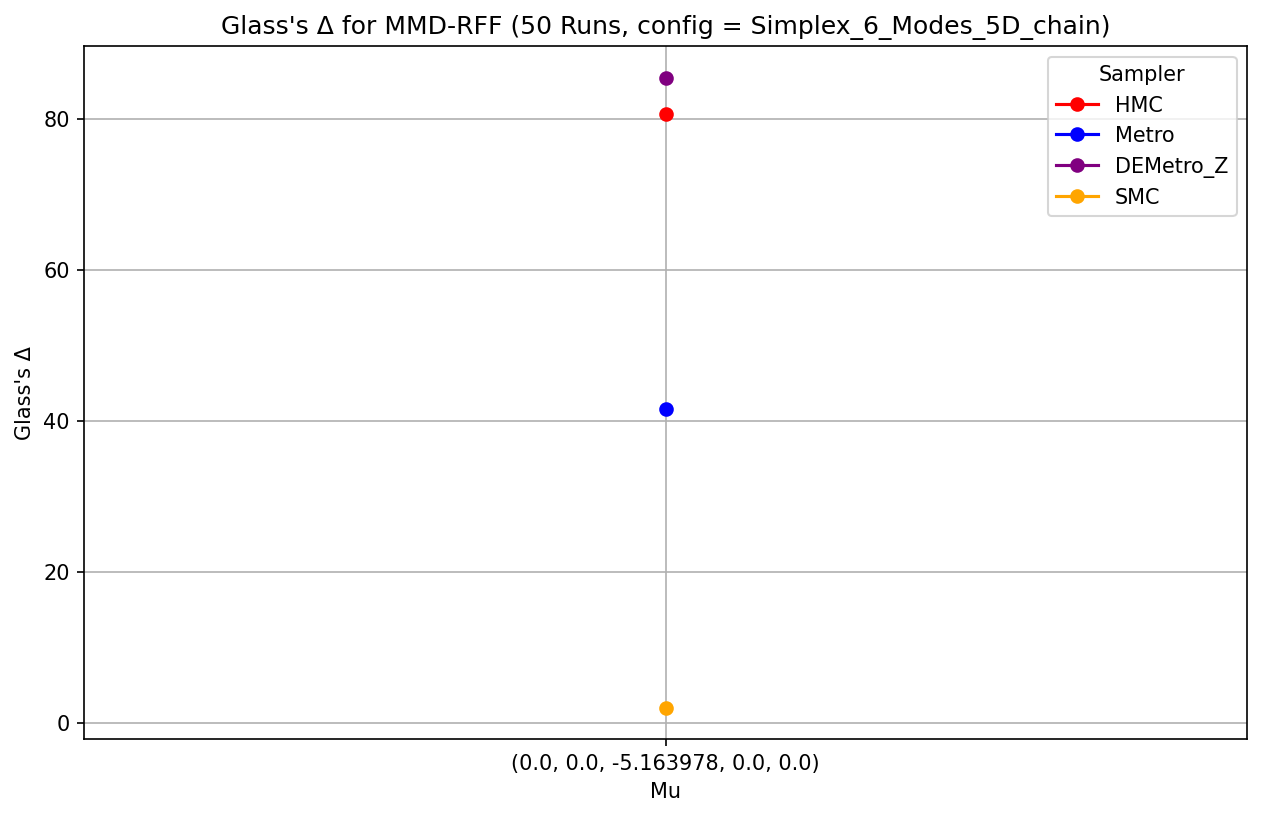 Glass's Δ for MMD-RFF (50 Runs, config = Simplex_6_Modes_5D_chain)
Sampler
HMC
Metro
DEMetro_Z
SMC
Glass's Δ
80
60
40
20
0
(0.0, 0.0, -5.163978, 0.0, 0.0)
Mu